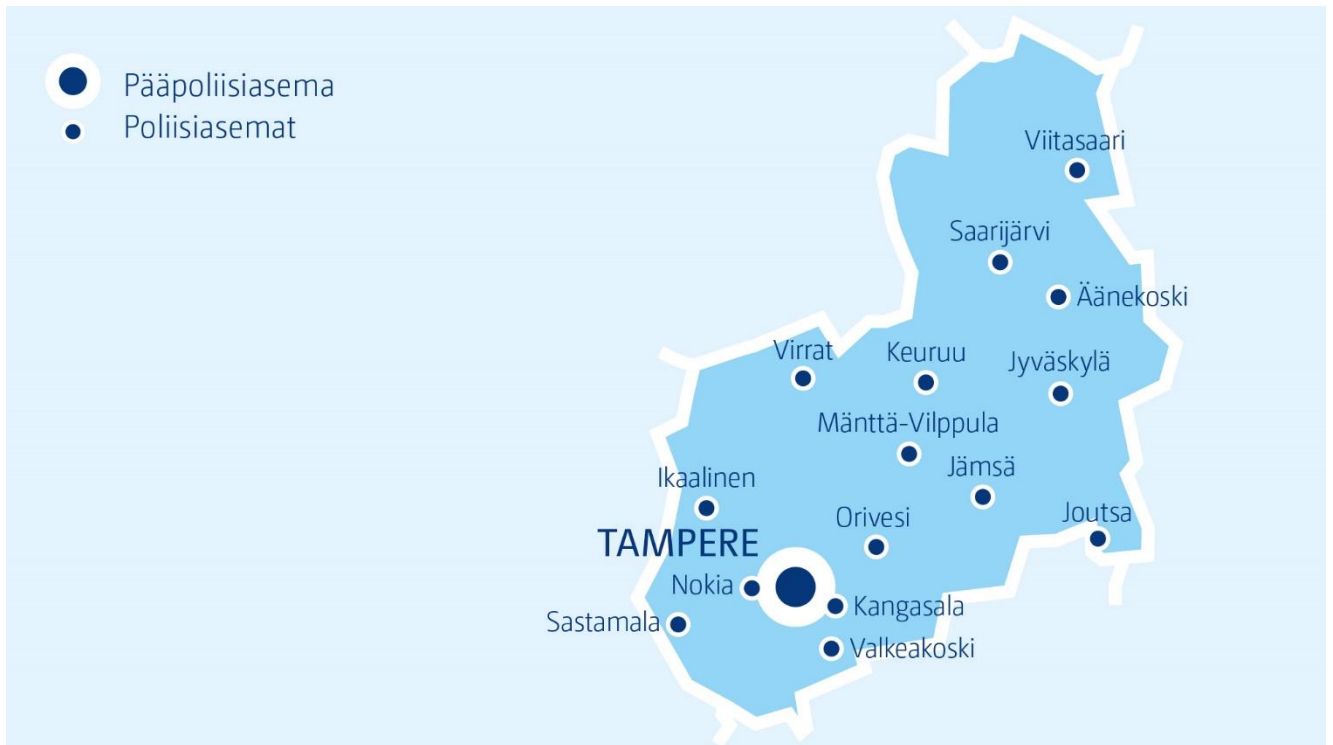 Pääpoliisiasema
Poliisiasemat
Viitasaari
Saarijärvi
Äänekoski
Virrat
Keuruu
Jyväskylä
Mänttä-Vilppula
Jämsä
Ikaalinen
Orivesi
Joutsa
TAMPERE
Nokia
Kangasala
Sastamala
Valkeakoski